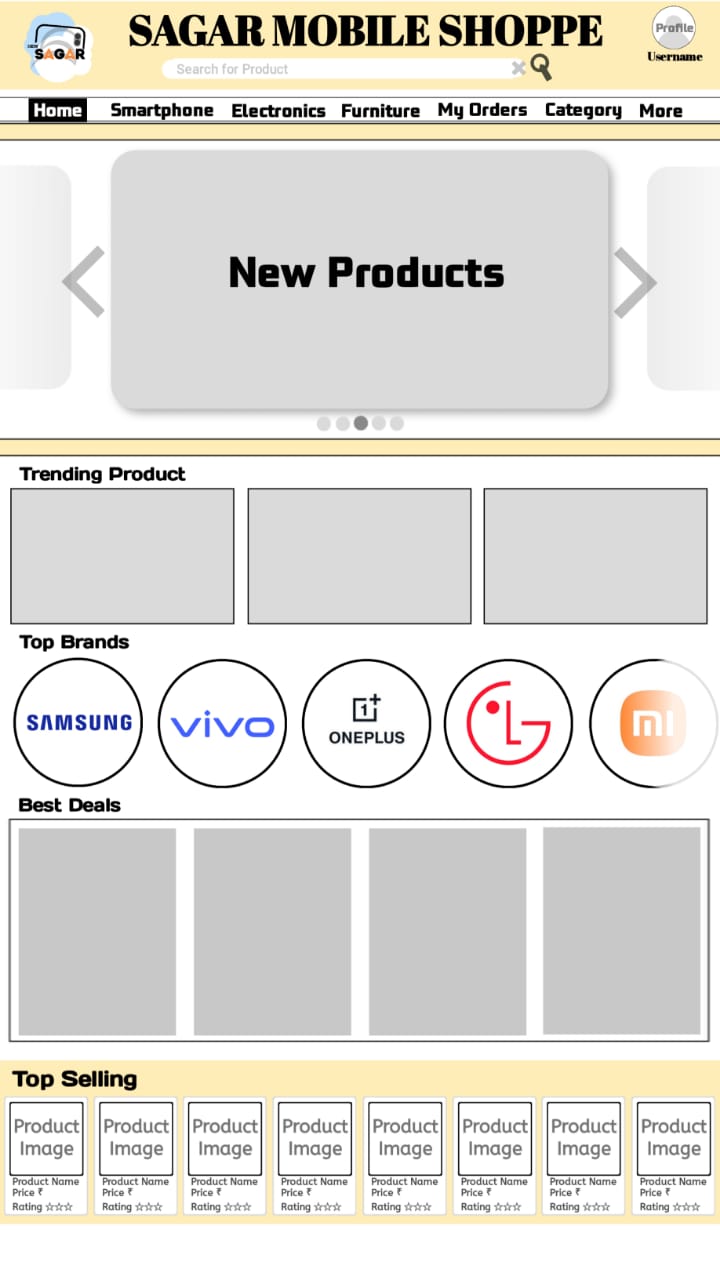 SAGAR
SAGAR MOBILE SHOPPE
Profile
Username
Search for Product
Home Smartphone Electronics Furniture My Orders Category More
New Products
Trending Product
Top Brands
SAMSUNG
vivo
1+
ONEPLUS
LG
mi
Best Deals
Top Selling
Product Image
Product Name
Price ₹
Rating ☆☆☆
Product Image
Product Name
Price ₹
Rating ☆☆☆
Product Image
Product Name
Price ₹
Rating ☆☆☆
Product Image
Product Name
Price ₹
Rating ☆☆☆
Product Image
Product Name
Price ₹
Rating ☆☆☆
Product Image
Product Name
Price ₹
Rating ☆☆☆
Product Image
Product Name
Price ₹
Rating ☆☆☆
Product Image
Product Name
Price ₹
Rating ☆☆☆